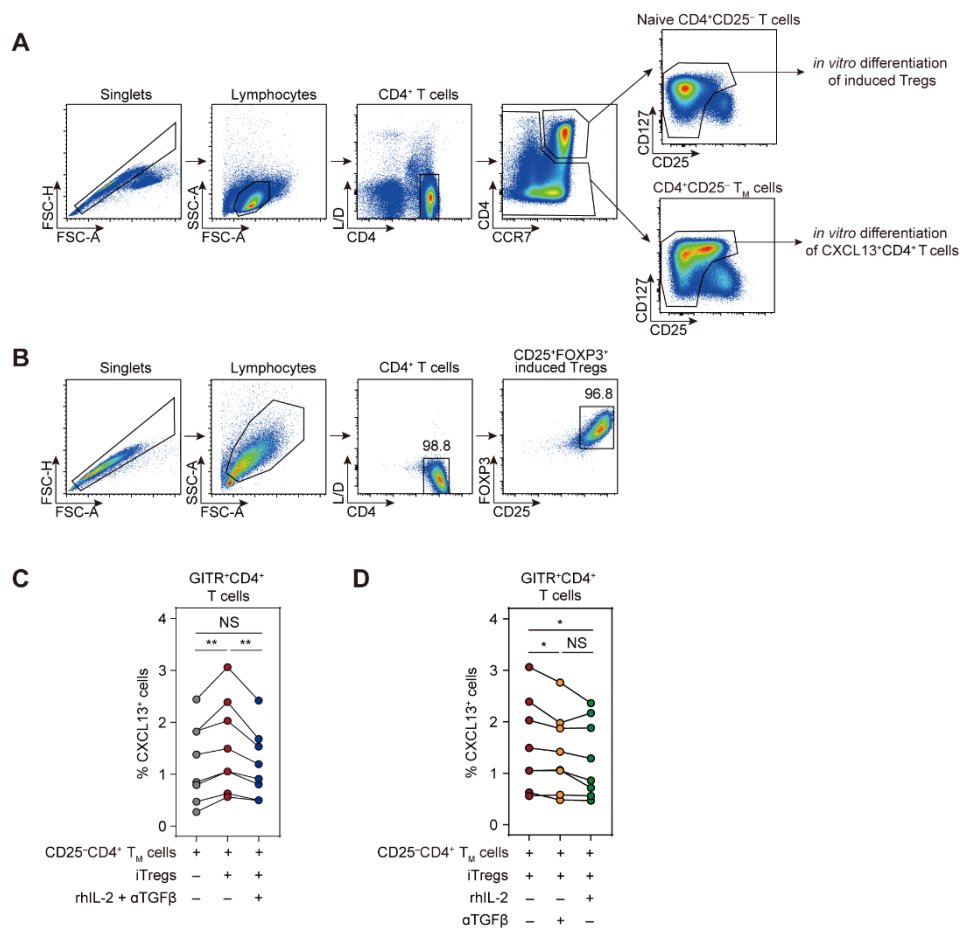 A
Singlets
FSC-H
FSC-A
Lymphocytes
SSC-A
FSC-A
CD4⁺ T cells
L/D
CD4
CD4
CCR7
Naive CD4⁺CD25⁻ T cells
CD127
CD25
in vitro differentiation
of induced Tregs
CD4⁺CD25⁻ T_M cells
CD127
CD25
in vitro differentiation
of CXCL13⁺CD4⁺ T cells
B
Singlets
FSC-H
FSC-A
Lymphocytes
SSC-A
FSC-A
CD4⁺ T cells
98.8
L/D
CD4
CD25⁺FOXP3⁺
induced Tregs
96.8
FOXP3
CD25
C
GITR⁺CD4⁺
T cells
% CXCL13⁺ cells
4
3
2
1
0
NS
** **
CD25⁻CD4⁺ T_M cells + + +
iTregs – + +
rhIL-2 + αTGFβ – – +
D
GITR⁺CD4⁺
T cells
% CXCL13⁺ cells
4
3
2
1
0
*
* NS
CD25⁻CD4⁺ T_M cells + + +
iTregs + + +
rhIL-2 – – +
αTGFβ – + –